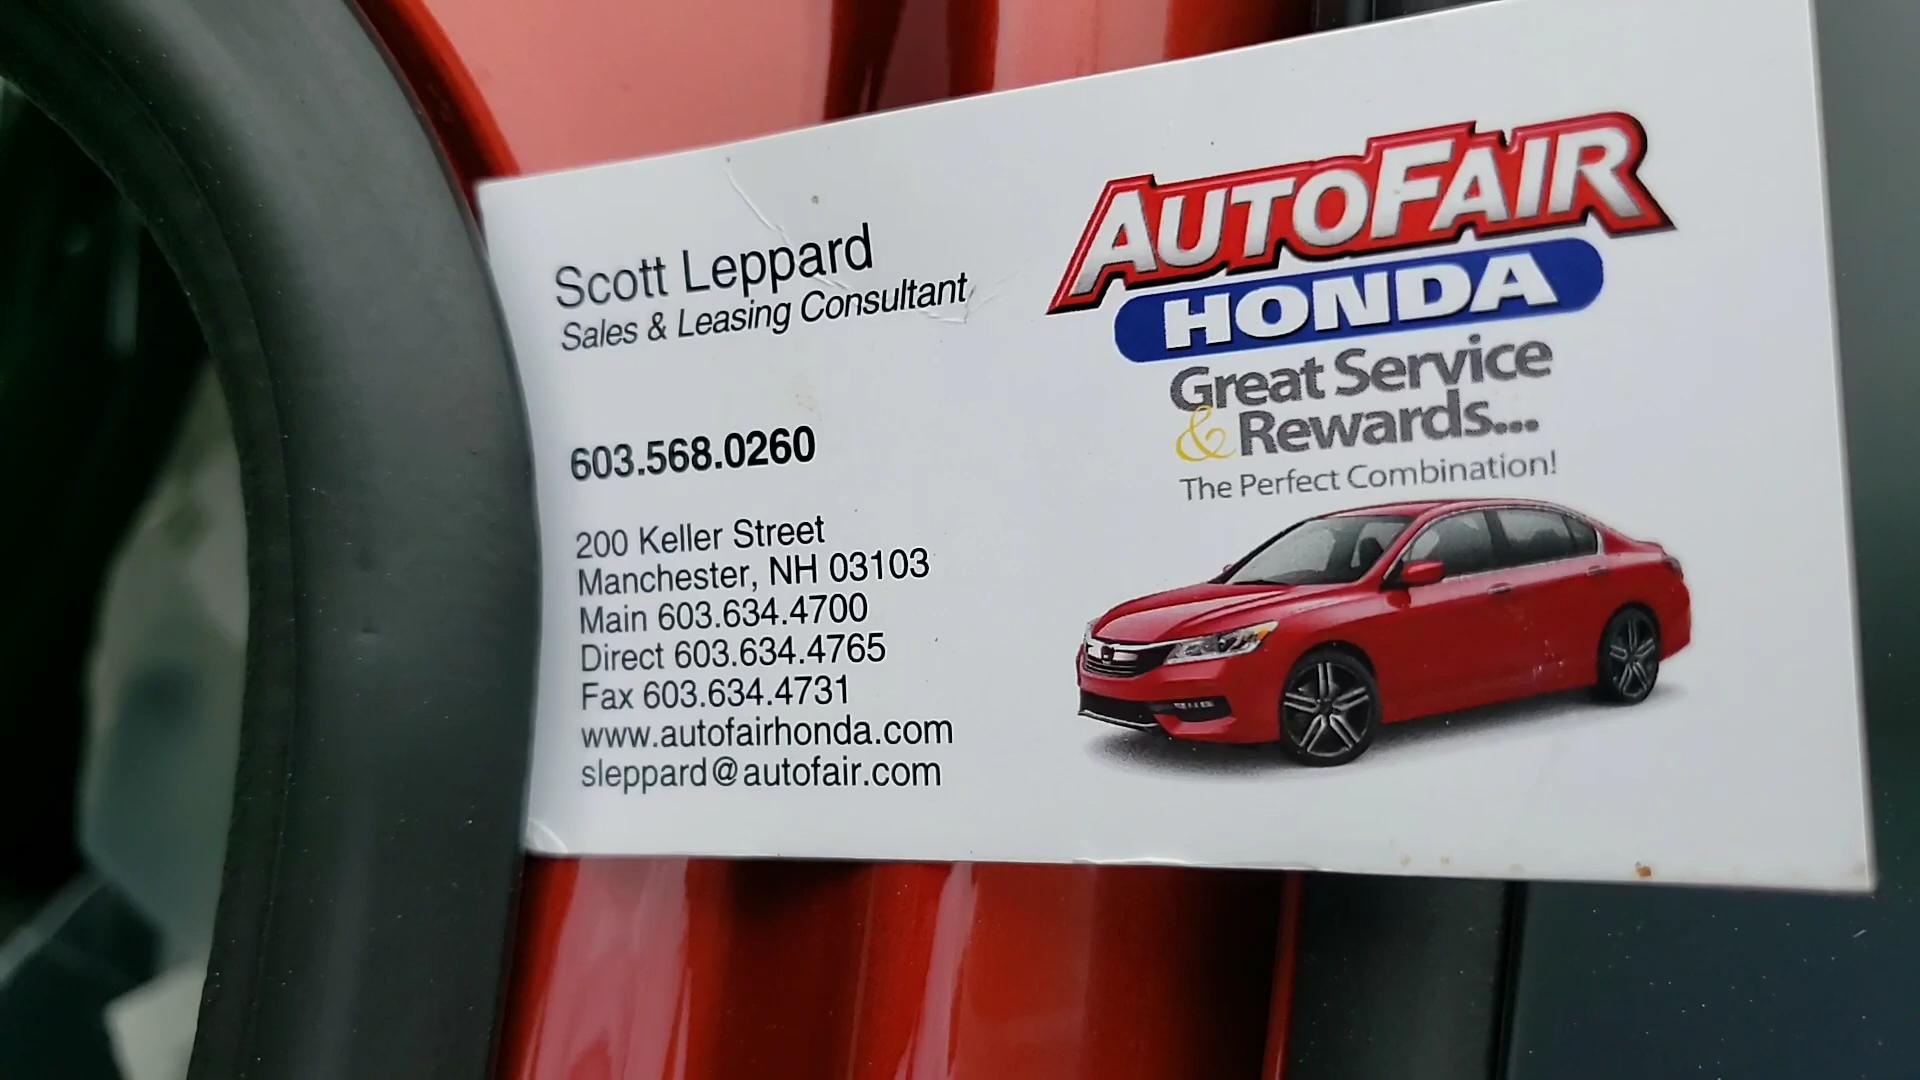 Scott Leppard
Sales & Leasing Consultant
603.568.0260
200 Keller Street
Manchester, NH 03103
Main 603.634.4700
Direct 603.634.4765
Fax 603.634.4731
www.autofairhonda.com
sleppard@autofair.com
AUTOFAIR
HONDA
Great Service
& Rewards...
The Perfect Combination!